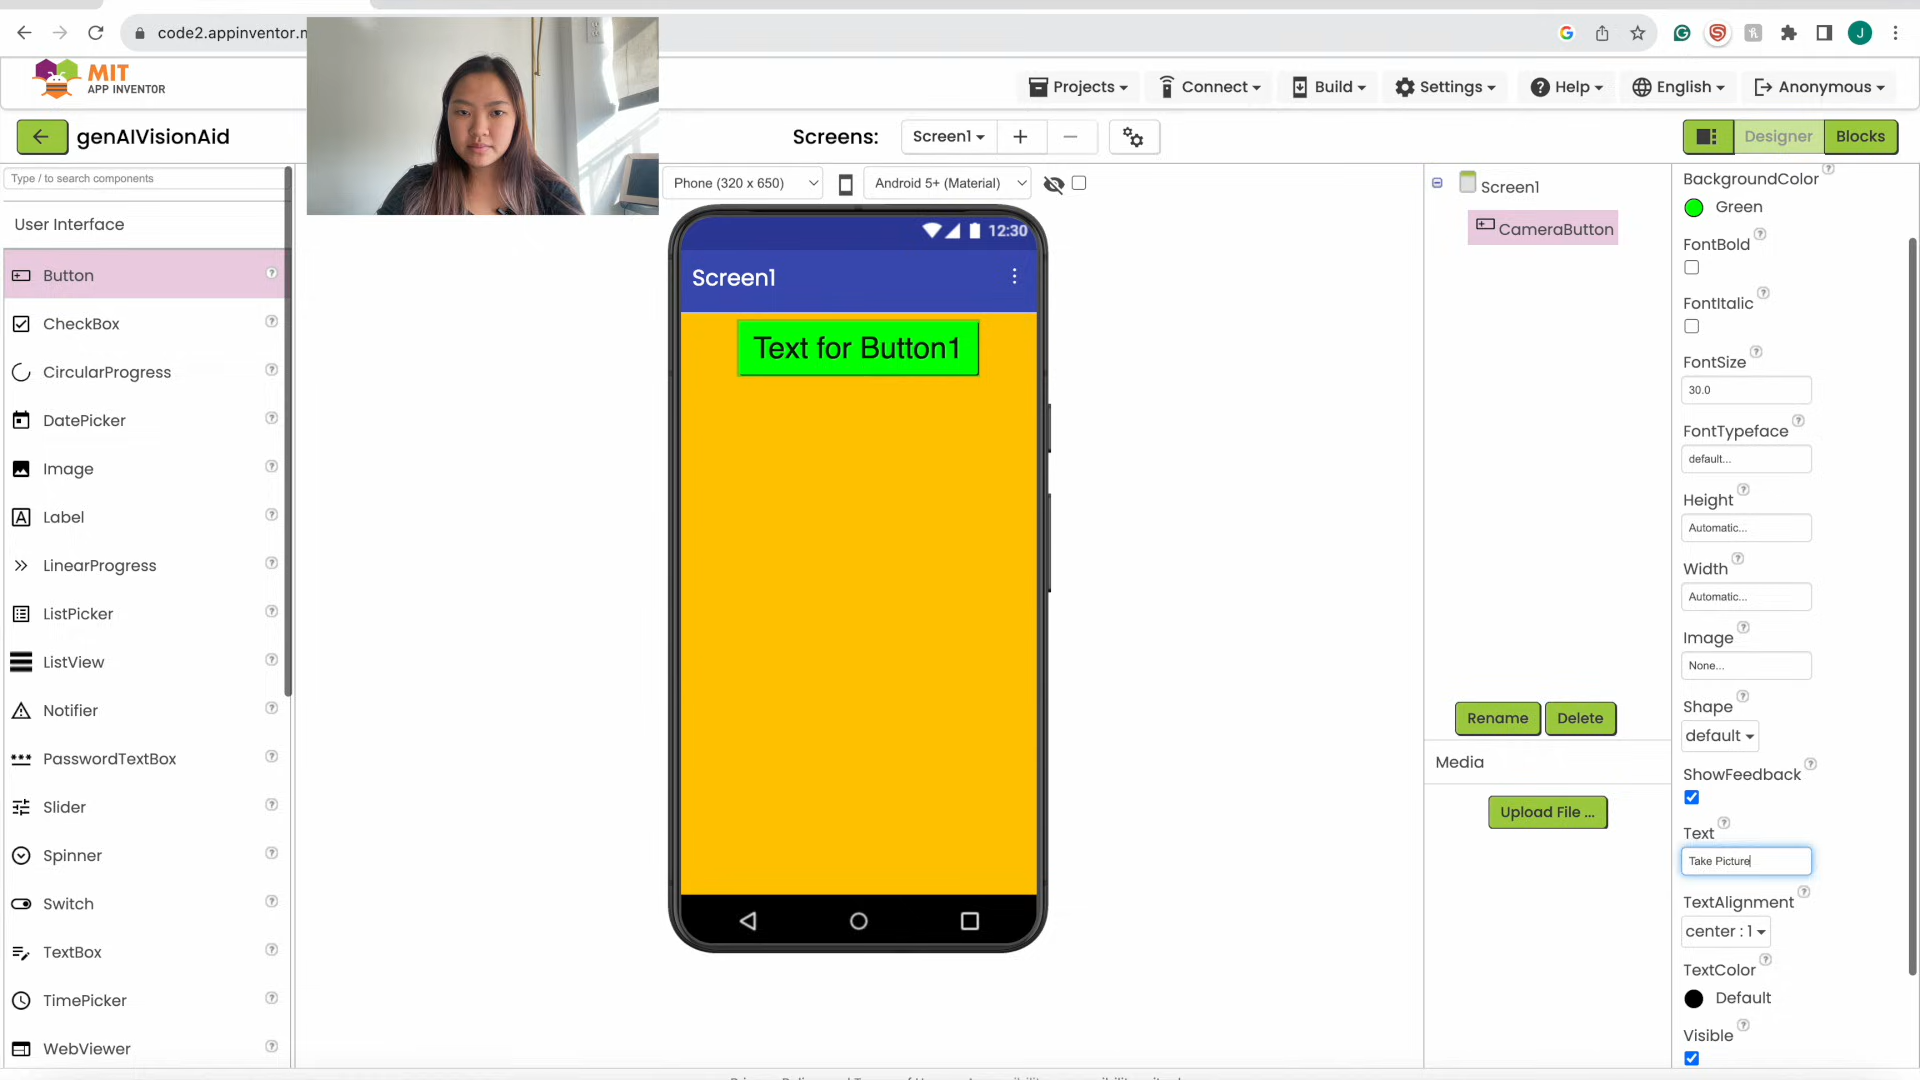 code2.appinventor.m
J
MIT
APP INVENTOR
Projects
Connect
Build
Settings
Help
English
Anonymous
genAIVisionAid
Screens:
Screen1
Designer
Blocks
Type / to search components
User Interface
Button
CheckBox
CircularProgress
DatePicker
Image
Label
LinearProgress
ListPicker
ListView
Notifier
PasswordTextBox
Slider
Spinner
Switch
TextBox
TimePicker
WebViewer
Phone (320 x 650)
Android 5+ (Material)
12:30
Screen1
Text for Button1
Screen1
CameraButton
Rename
Delete
Media
Upload File ...
BackgroundColor
Green
FontBold
FontItalic
FontSize
30.0
FontTypeface
default...
Height
Automatic...
Width
Automatic...
Image
None...
Shape
default
ShowFeedback
Text
Take Picture
TextAlignment
center : 1
TextColor
Default
Visible